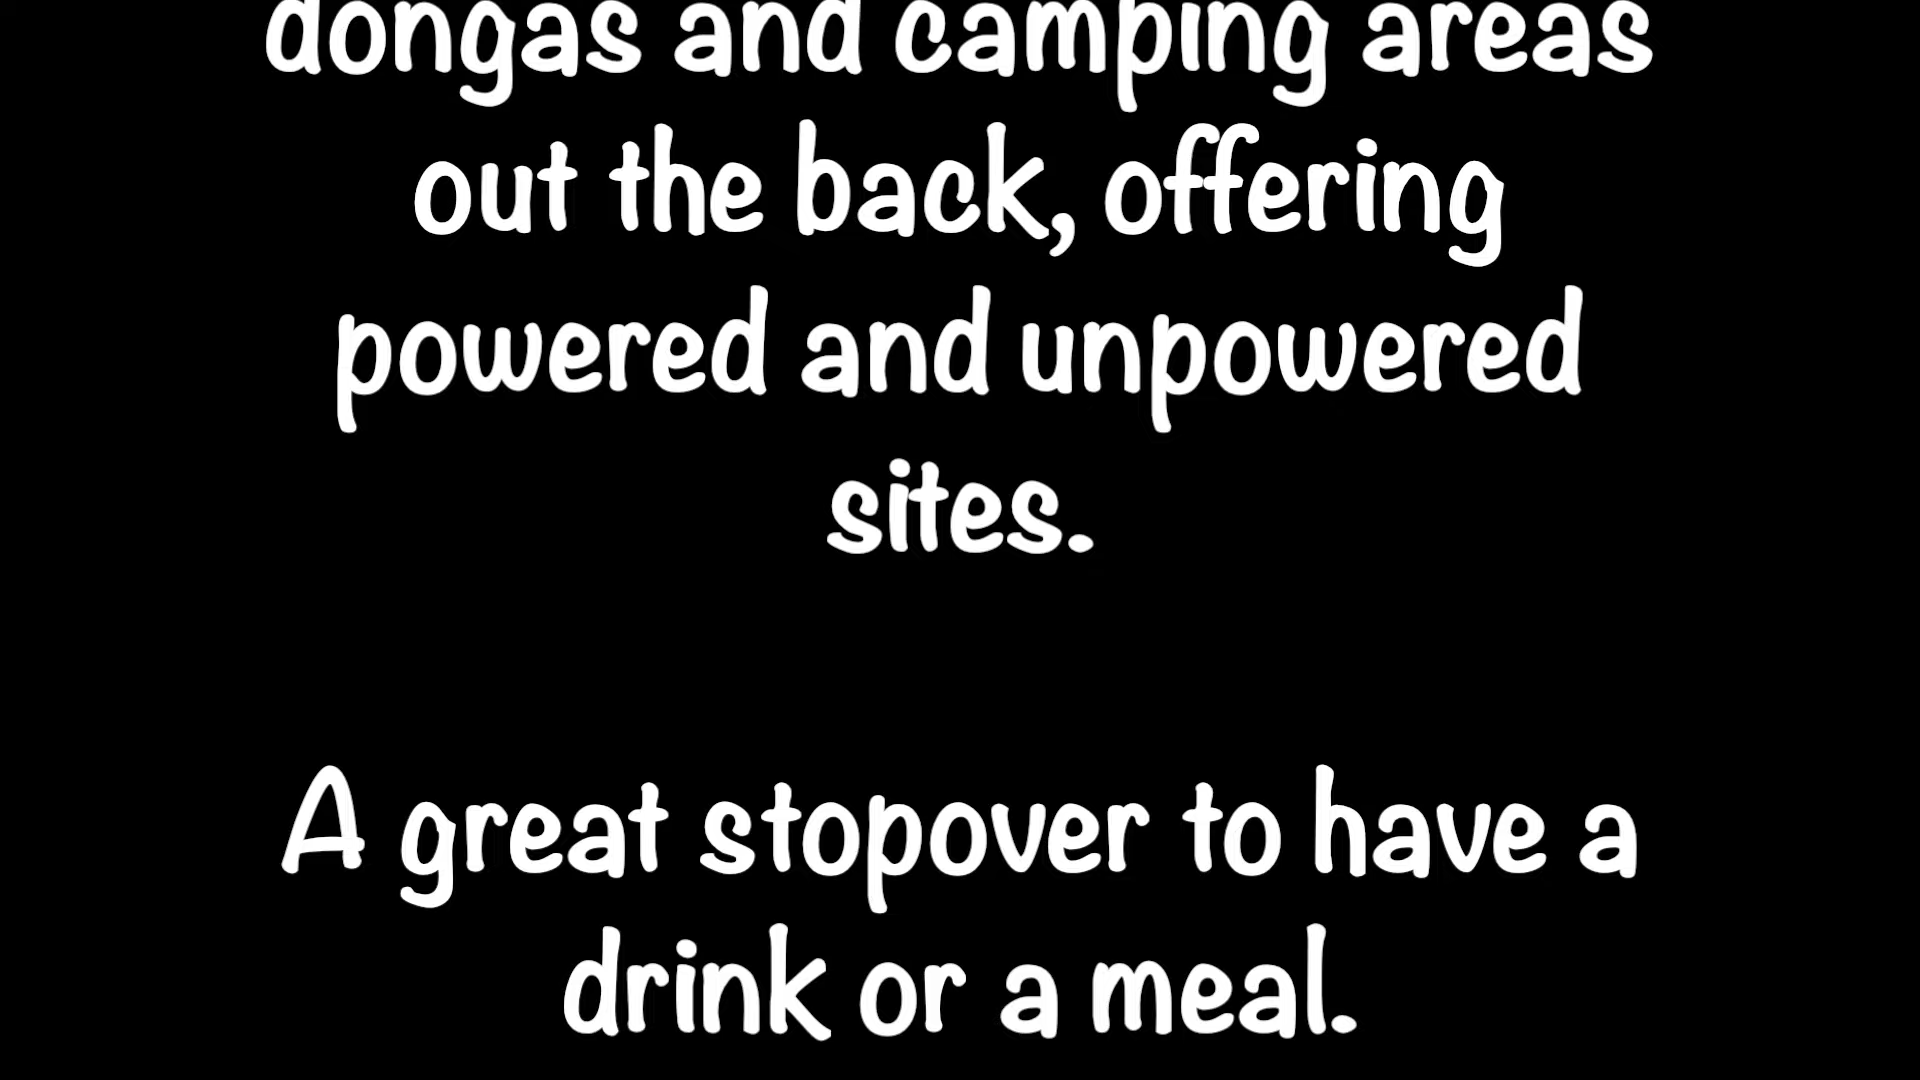 dongas and camping areas
out the back, offering
powered and unpowered
sites.
A great stopover to have a
drink or a meal.